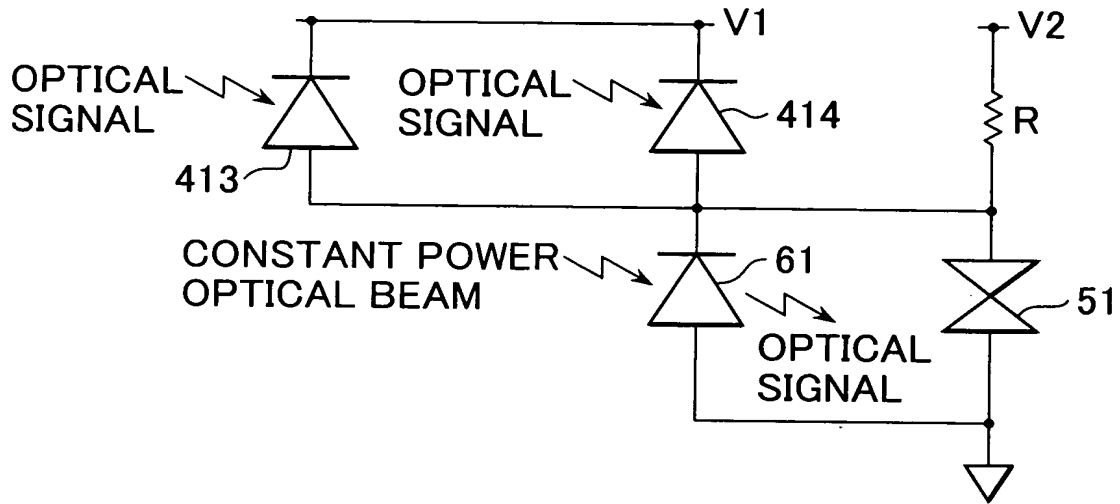 V1
V2
OPTICAL
SIGNAL
OPTICAL
SIGNAL
414
R
413
CONSTANT POWER
OPTICAL BEAM
61
51
OPTICAL
SIGNAL